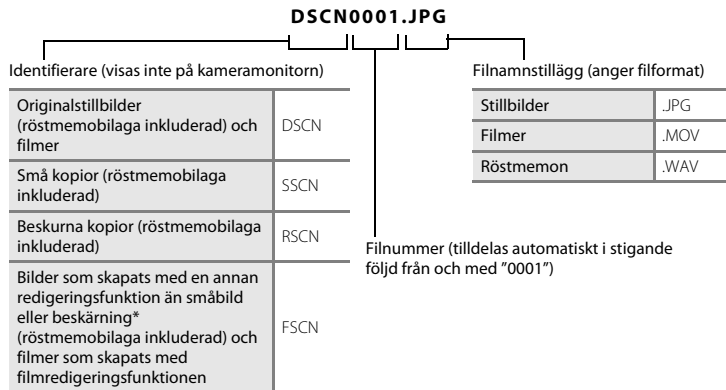 DSCN0001.JPG
Identifierare (visas inte på kameramonitorn)
Originalstillbilder
(röstmemobilaga inkluderad) och
filmer
DSCN
Små kopior (röstmemobilaga
inkluderad)
SSCN
Beskurna kopior (röstmemobilaga
inkluderad)
RSCN
Bilder som skapats med en annan
redigeringsfunktion än småbild
eller beskärning*
(röstmemobilaga inkluderad) och
filmer som skapats med
filmredigeringsfunktionen
FSCN
Filnamnstillägg (anger filformat)
Stillbilder
.JPG
Filmer
.MOV
Röstmemon
.WAV
Filnummer (tilldelas automatiskt i stigande
följd från och med ”0001”)